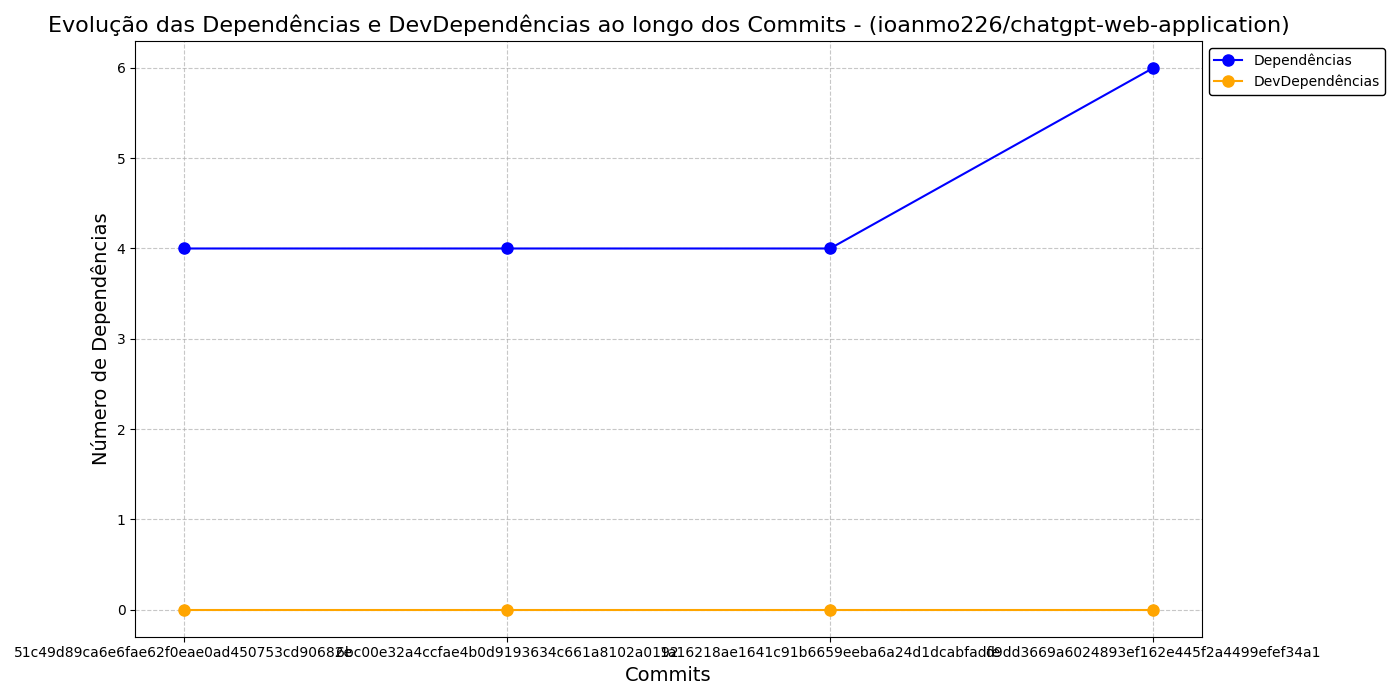 Evolução das Dependências e DevDependências ao longo dos Commits - (ioanmo226/chatgpt-web-application)
Dependências
DevDependências
Número de Dependências
6
5
4
3
2
1
0
Commits